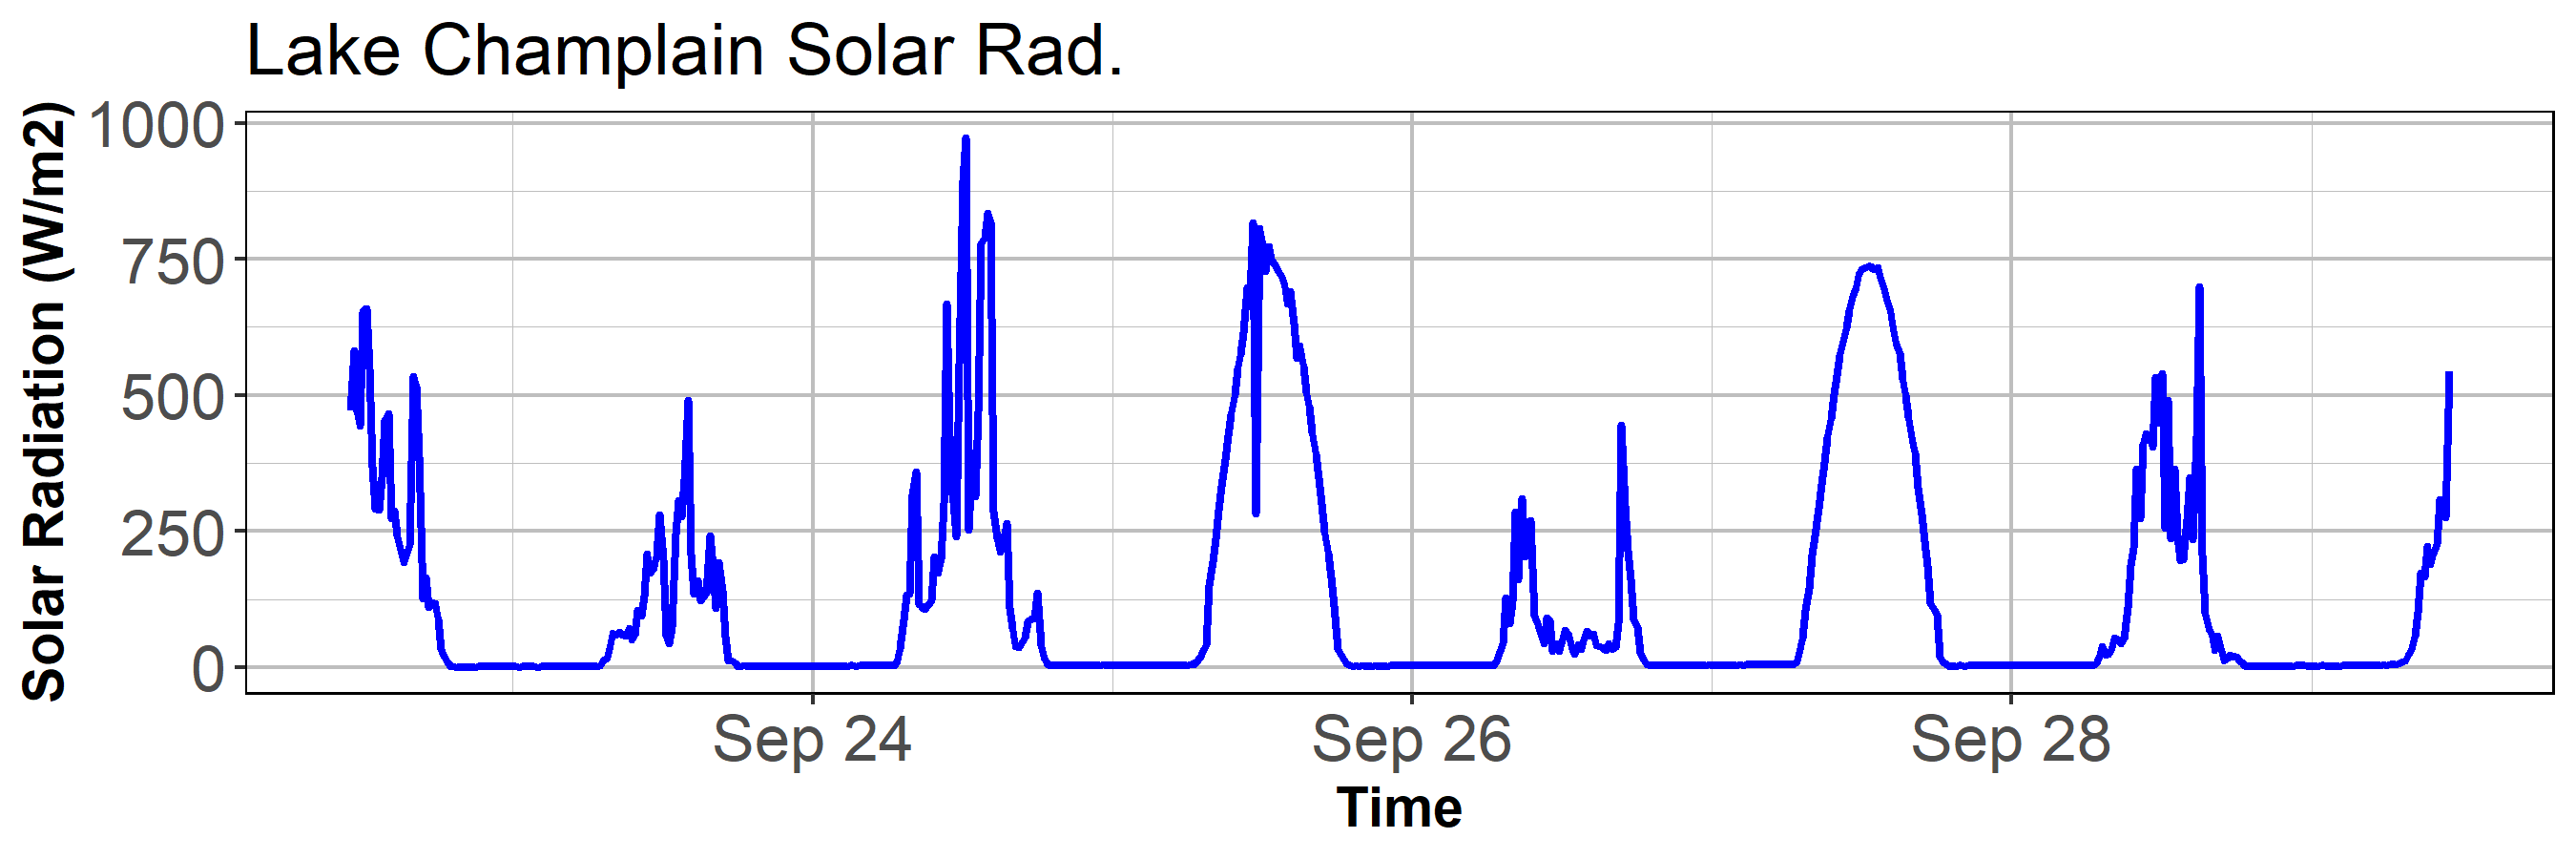 Lake Champlain Solar Rad.
Solar Radiation (W/m2)
1000
750
500
250
0
Sep 24 Sep 26 Sep 28
Time